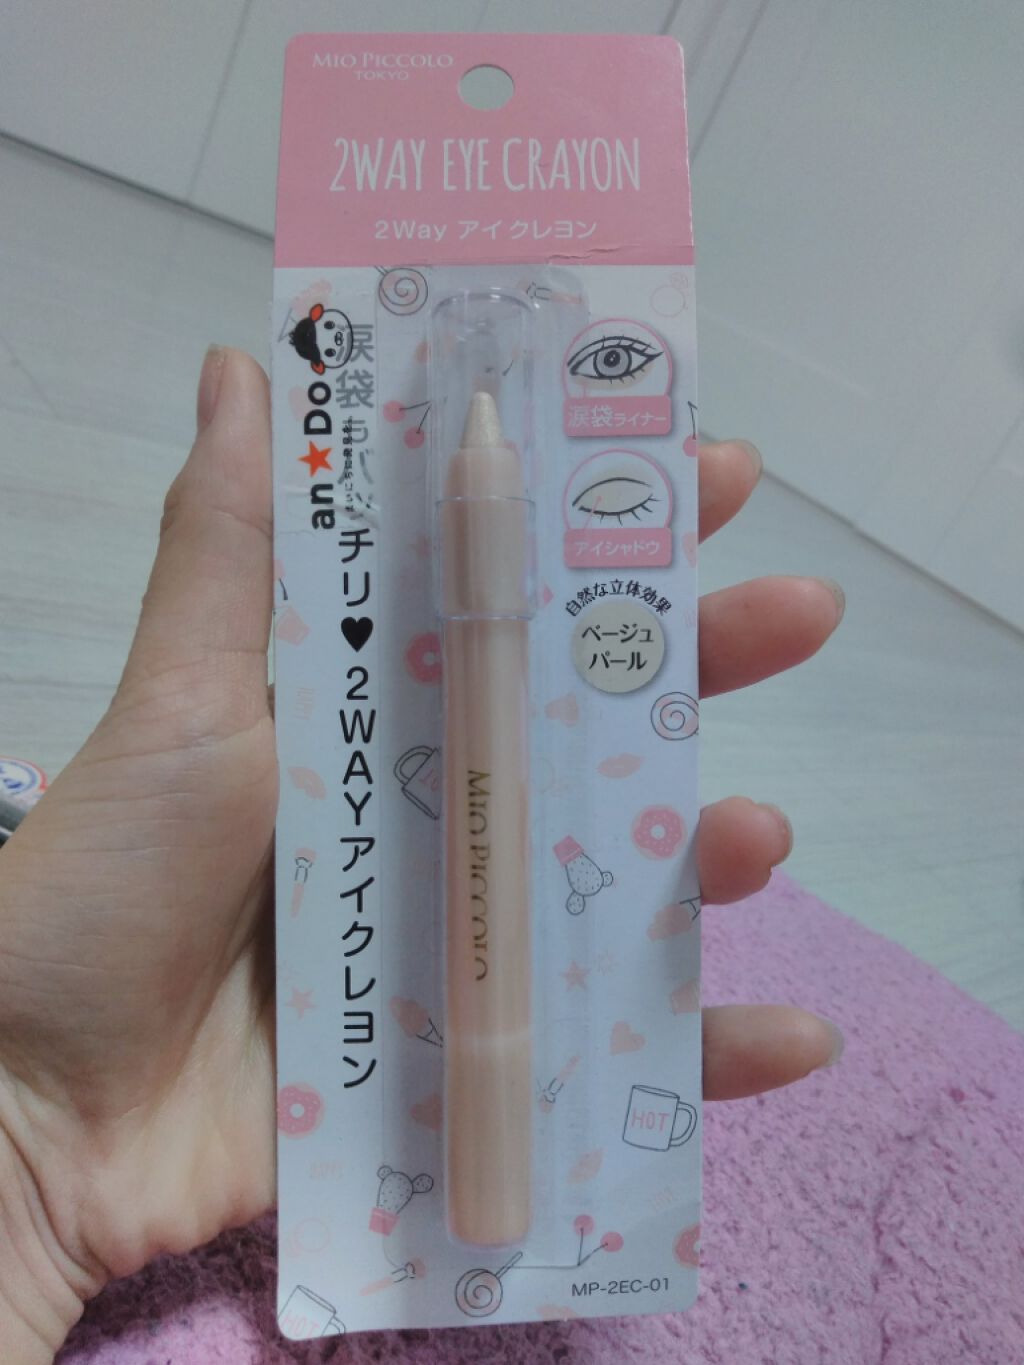 MIO PICCOLO
TOKYO
2WAY EYE CRAYON
2Way アイクレヨン
涙袋もバッチリ♥2WAYアイクレヨン
an★Do
涙袋ライナー
アイシャドウ
自然な立体効果
ベージュ
パール
MIO PICCOLO
HOT
HOT
HOT
MP-2EC-01